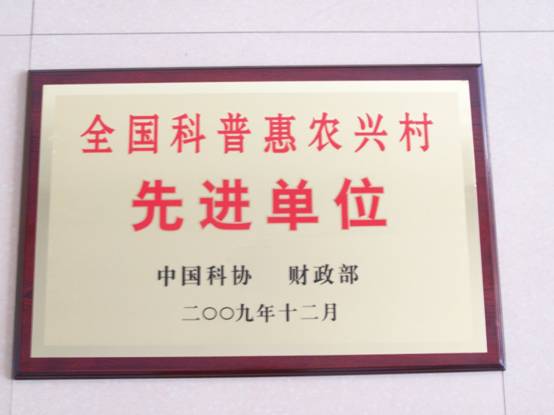 全国科普惠农兴村
先进单位
中国科协 财政部
二〇〇九年十二月